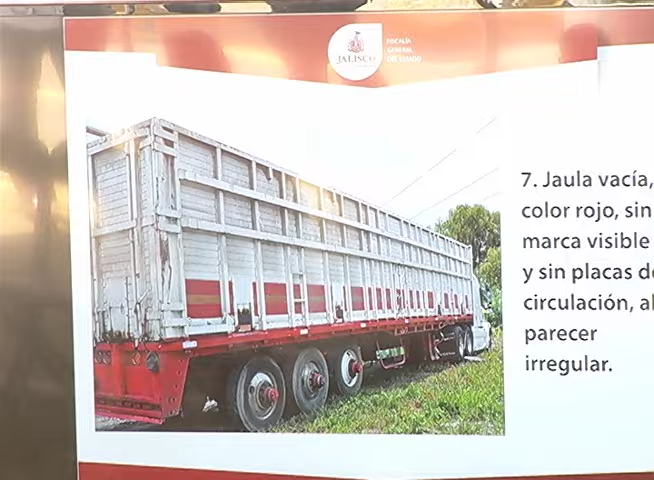 JALISCO
FISCALÍA
GENERAL
DEL ESTADO
7. Jaula vacía,
color rojo, sin
marca visible
y sin placas de
circulación, al
parecer
irregular.